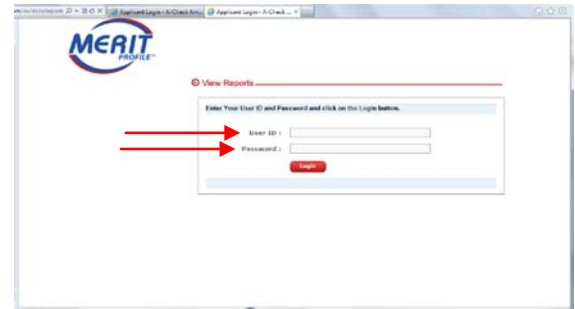 Applicant Login - A-Check Am...
Applicant Login - A-Check ...
MERIT
PROFILE
View Reports
Enter Your User ID and Password and click on the Login button.
User ID :
Password :
Login